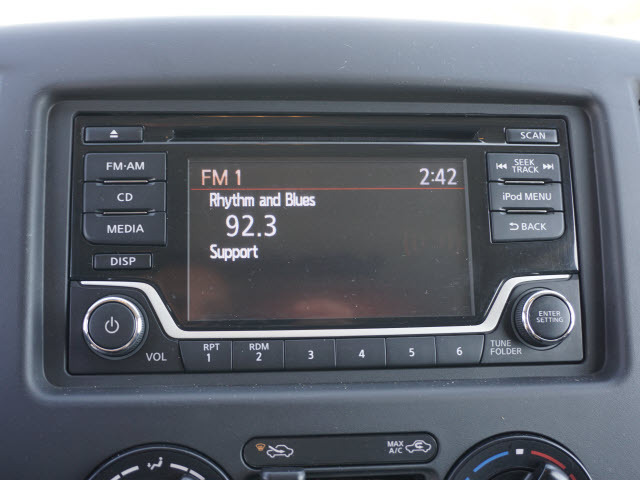 SCAN
FM·AM
FM 1
2:42
SEEK
TRACK
Rhythm and Blues
CD
iPod MENU
92.3
MEDIA
BACK
Support
DISP
ENTER
SETTING
VOL
RPT
1
RDM
2
3
4
5
6
TUNE
FOLDER
MAX
A/C